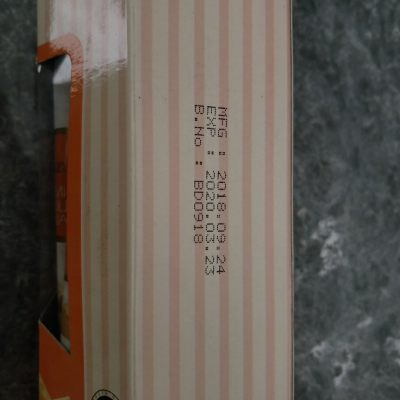 MFG : 2018.09.24
EXP : 2020.03.23
B.No : BD0918